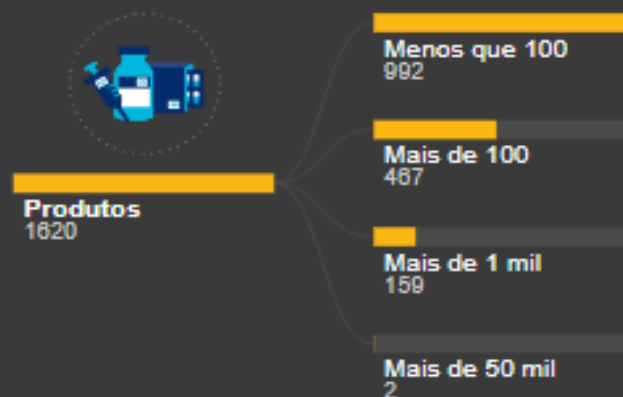 Menos que 100
992
Mais de 100
467
Produtos
1620
Mais de 1 mil
159
Mais de 50 mil
2